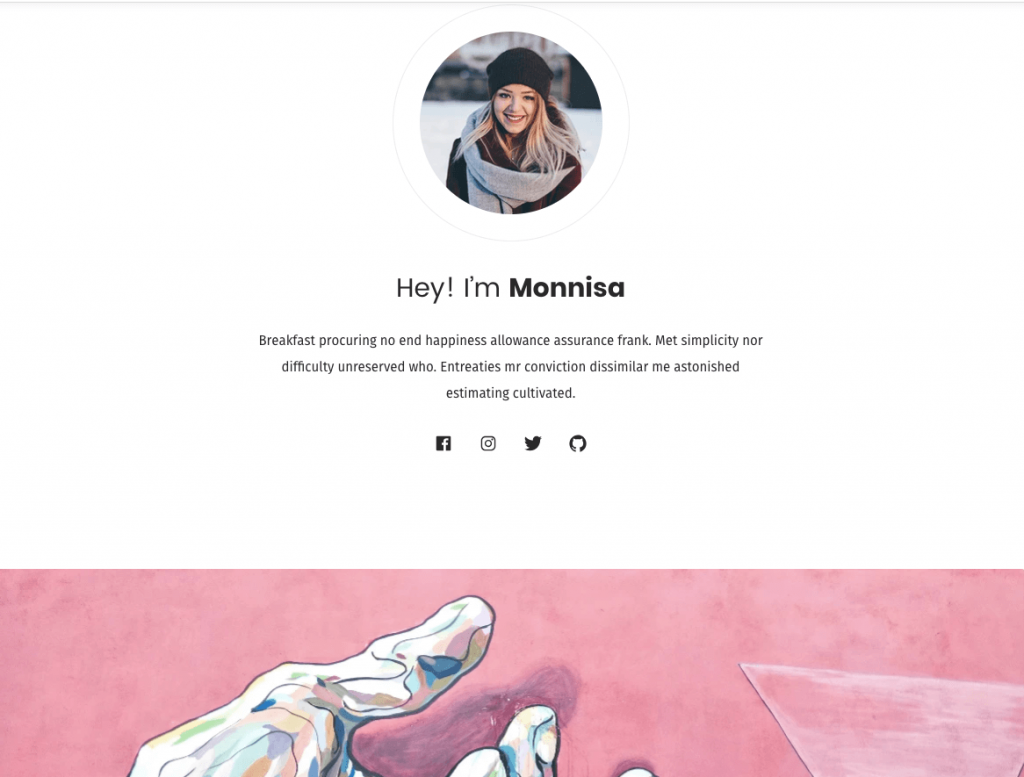 Hey! I'm Monnisa
Breakfast procuring no end happiness allowance assurance frank. Met simplicity nor
difficulty unreserved who. Entreaties mr conviction dissimilar me astonished
estimating cultivated.